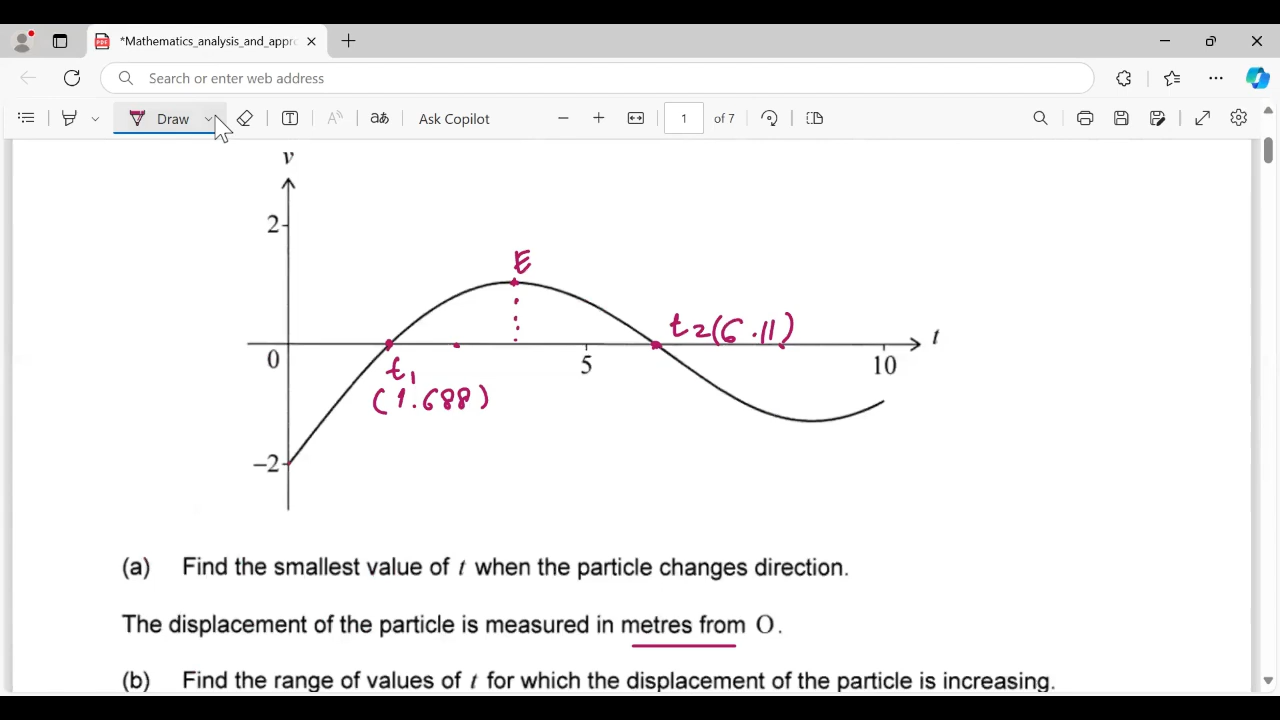 *Mathematics_analysis_and_appro
Search or enter web address
Draw
Ask Copilot
1 of 7
v
2
E
t2(6.11)
t
0
t1
5
10
(1.688)
-2
(a) Find the smallest value of t when the particle changes direction.
The displacement of the particle is measured in metres from O.
(b) Find the range of values of t for which the displacement of the particle is increasing.